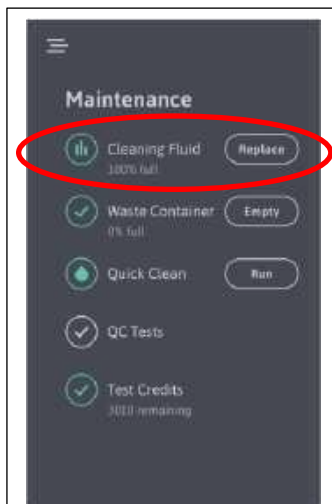 Maintenance
Cleaning Fluid
Replace
100% full
Waste Container
Empty
0% full
Quick Clean
Run
QC Tests
Test Credits
3010 remaining